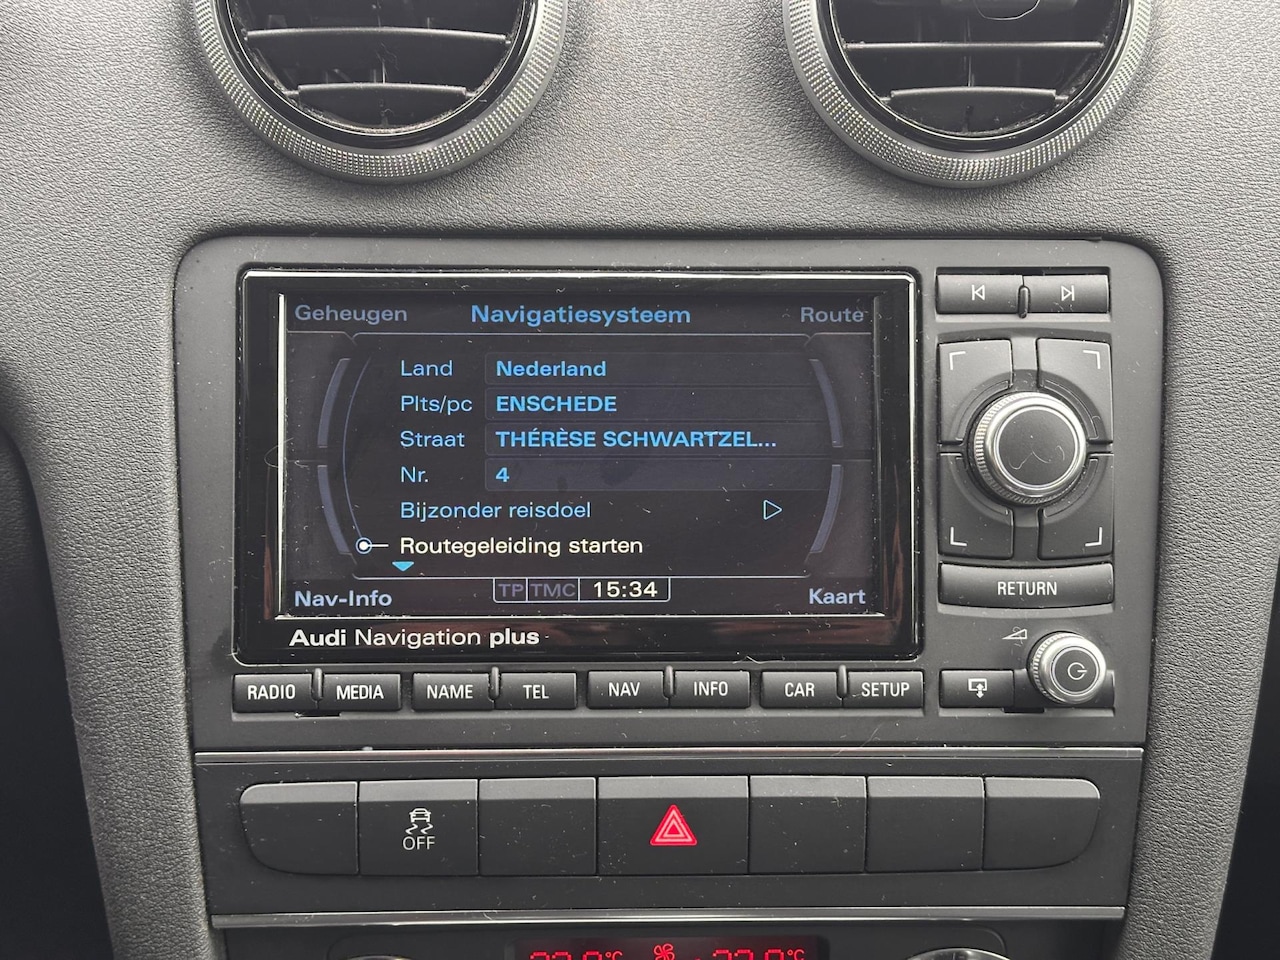 Geheugen Navigatiesysteem Route
Land Nederland
Plts/pc ENSCHEDE
Straat THÉRÈSE SCHWARTZEL...
Nr. 4
Bijzonder reisdoel
Routegeleiding starten
Nav-Info TP TMC 15:34 Kaart
Audi Navigation plus
RETURN
RADIO MEDIA NAME TEL NAV INFO CAR SETUP
OFF
°C °C